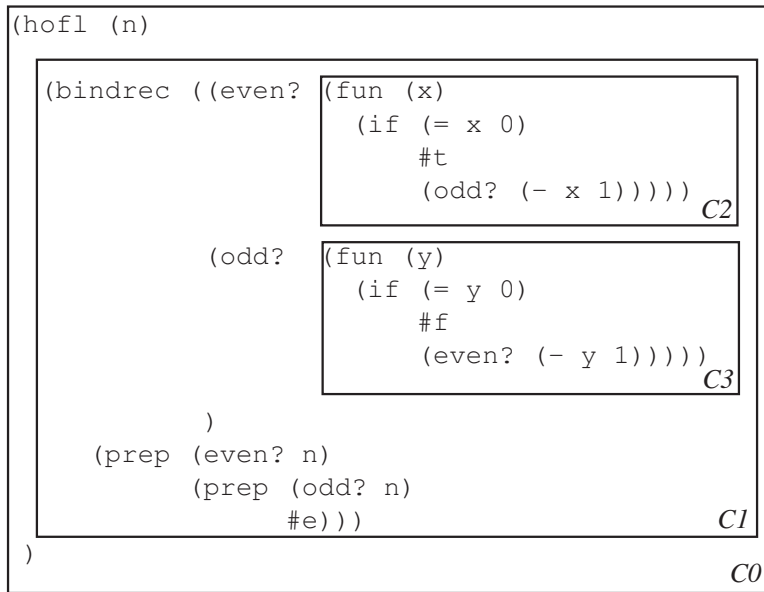 (hofl (n)
(bindrec ((even? (fun (x)
(if (= x 0)
#t
(odd? (- x 1)))))
C2
(odd? (fun (y)
(if (= y 0)
#f
(even? (- y 1)))))
C3
)
(prep (even? n)
(prep (odd? n)
#e)))
C1
)
C0